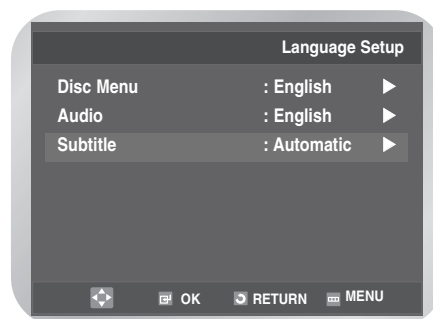 Language Setup
Disc Menu : English ▶
Audio : English ▶
Subtitle : Automatic ▶
OK RETURN MENU